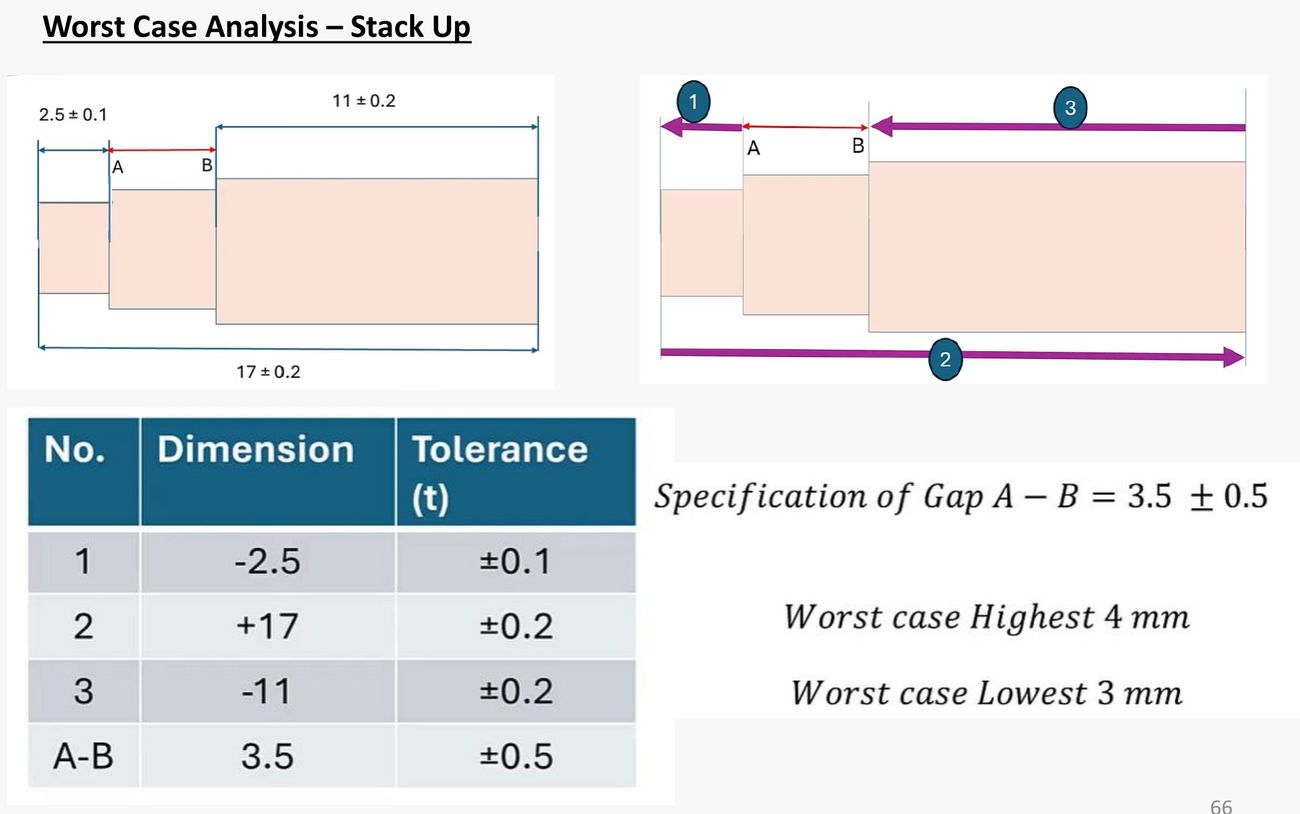 Worst Case Analysis – Stack Up
2.5 ± 0.1
11 ± 0.2
A
B
17 ± 0.2
1
3
A
B
2
No. Dimension Tolerance (t)
1 -2.5 ±0.1
2 +17 ±0.2
3 -11 ±0.2
A-B 3.5 ±0.5
Specification of Gap A − B = 3.5 ± 0.5
Worst case Highest 4 mm
Worst case Lowest 3 mm
66